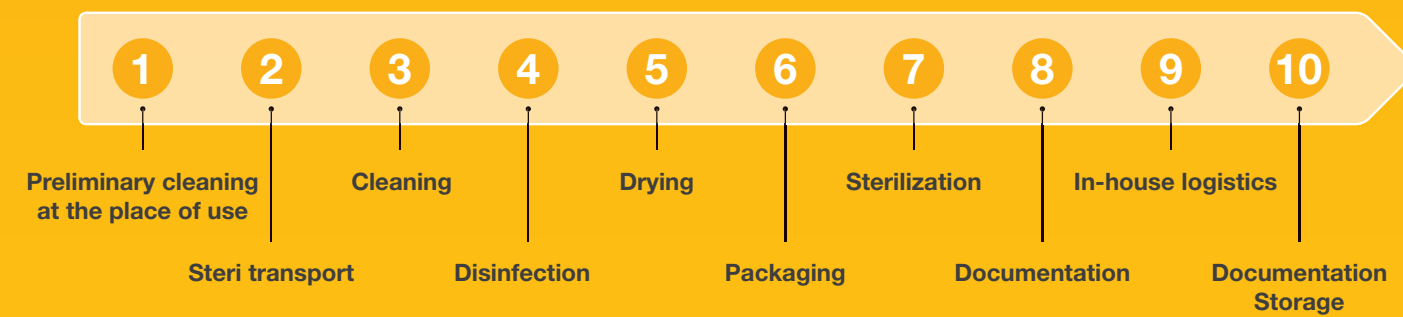 1 2 3 4 5 6 7 8 9 10
Preliminary cleaning
at the place of use
Cleaning
Drying
Sterilization
In-house logistics
Steri transport
Disinfection
Packaging
Documentation
Documentation
Storage